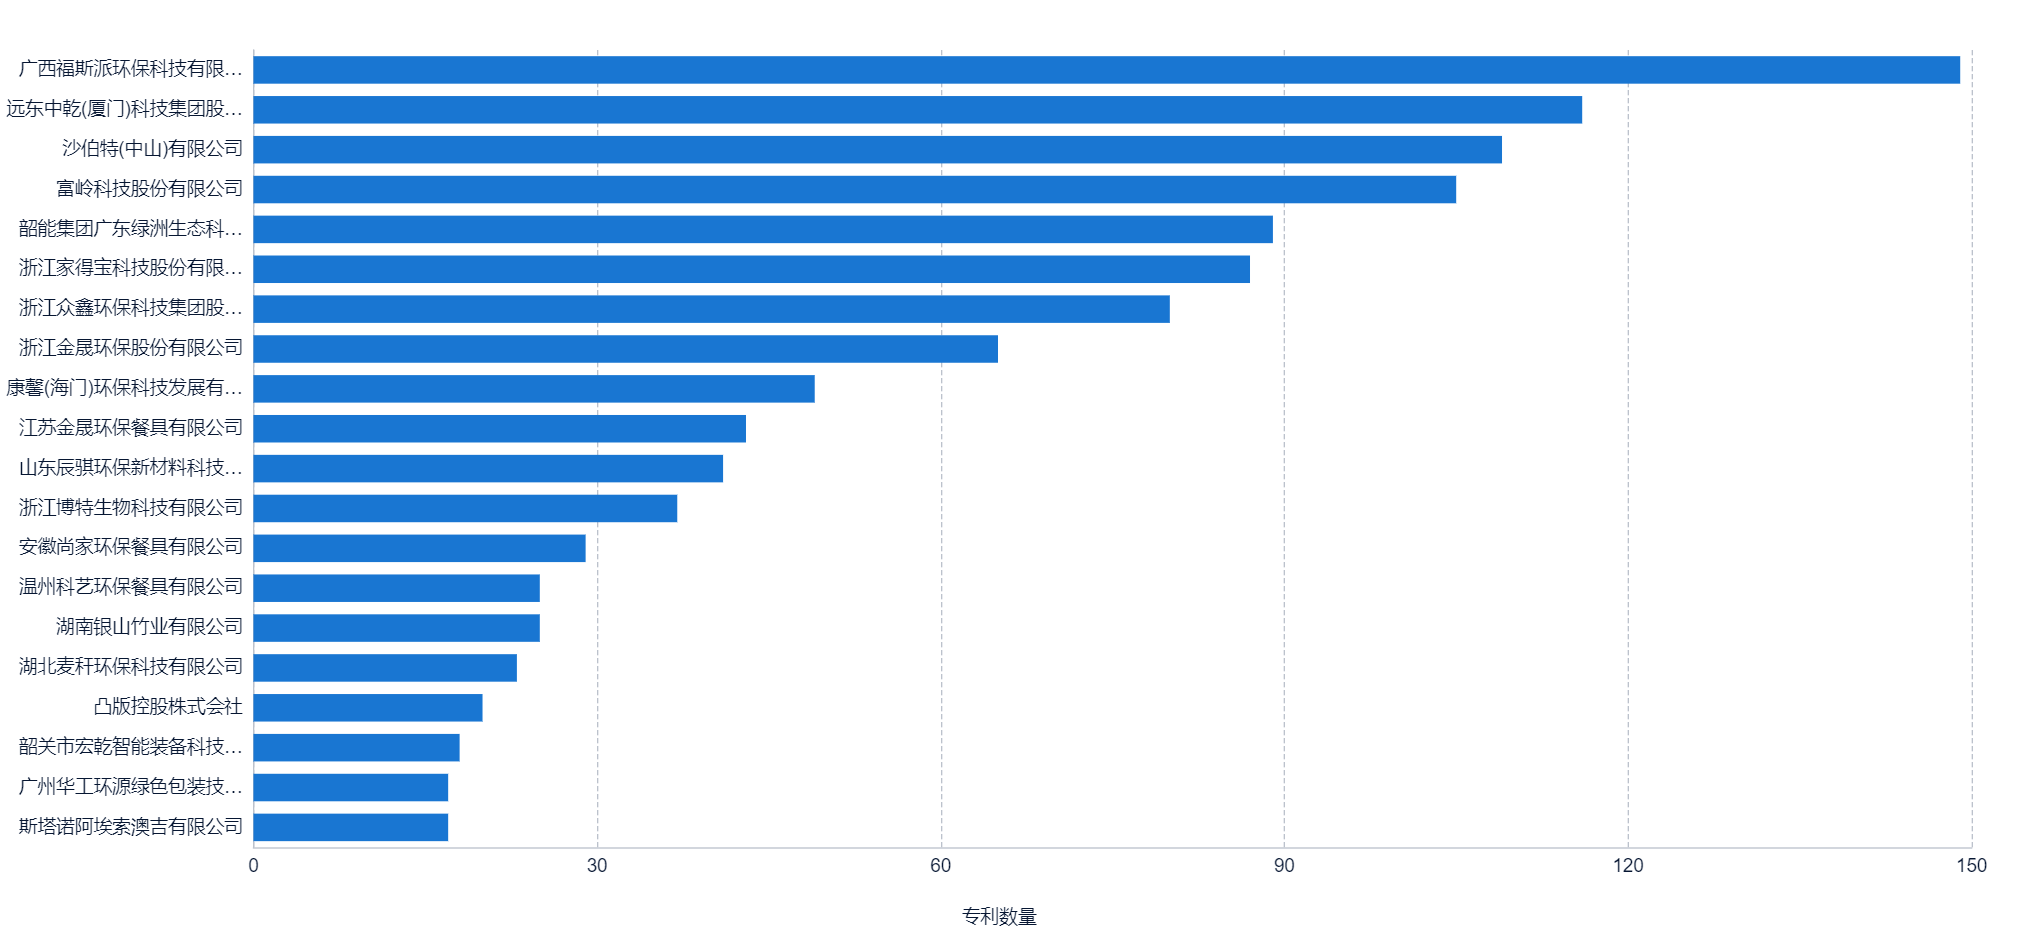 广西福斯派环保科技有限...
远东中乾(厦门)科技集团股...
沙伯特(中山)有限公司
富岭科技股份有限公司
韶能集团广东绿洲生态科...
浙江家得宝科技股份有限...
浙江众鑫环保科技集团股...
浙江金晟环保股份有限公司
康馨(海门)环保科技发展有...
江苏金晟环保餐具有限公司
山东辰骐环保新材料科技...
浙江博特生物科技有限公司
安徽尚家环保餐具有限公司
温州科艺环保餐具有限公司
湖南银山竹业有限公司
湖北麦秆环保科技有限公司
凸版控股株式会社
韶关市宏乾智能装备科技...
广州华工环源绿色包装技...
斯塔诺阿埃索澳吉有限公司
0 30 60 90 120 150
专利数量